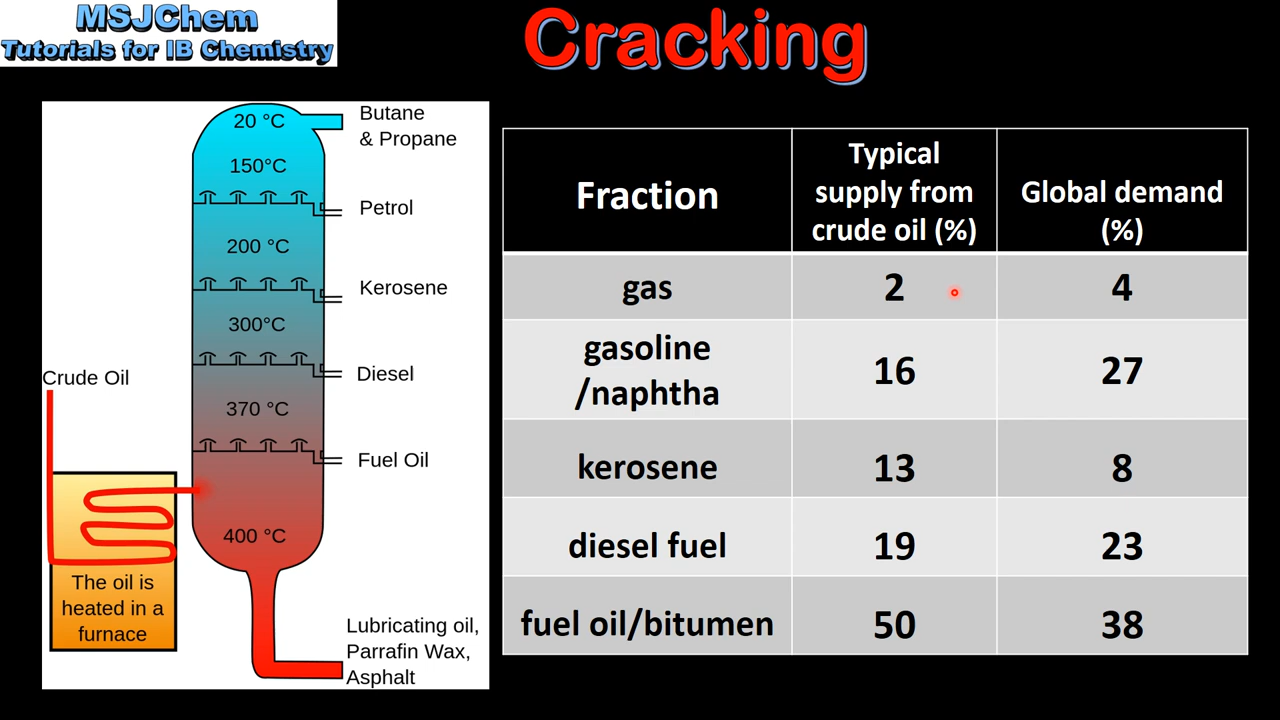 MSJChem
Tutorials for IB Chemistry
Cracking
20 °C
Butane
& Propane
150°C
Petrol
200 °C
Kerosene
300°C
Diesel
Crude Oil
370 °C
Fuel Oil
400 °C
The oil is
heated in a
furnace
Lubricating oil,
Parrafin Wax,
Asphalt
Fraction
Typical
supply from
crude oil (%)
Global demand
(%)
gas
2
4
gasoline
/naphtha
16
27
kerosene
13
8
diesel fuel
19
23
fuel oil/bitumen
50
38